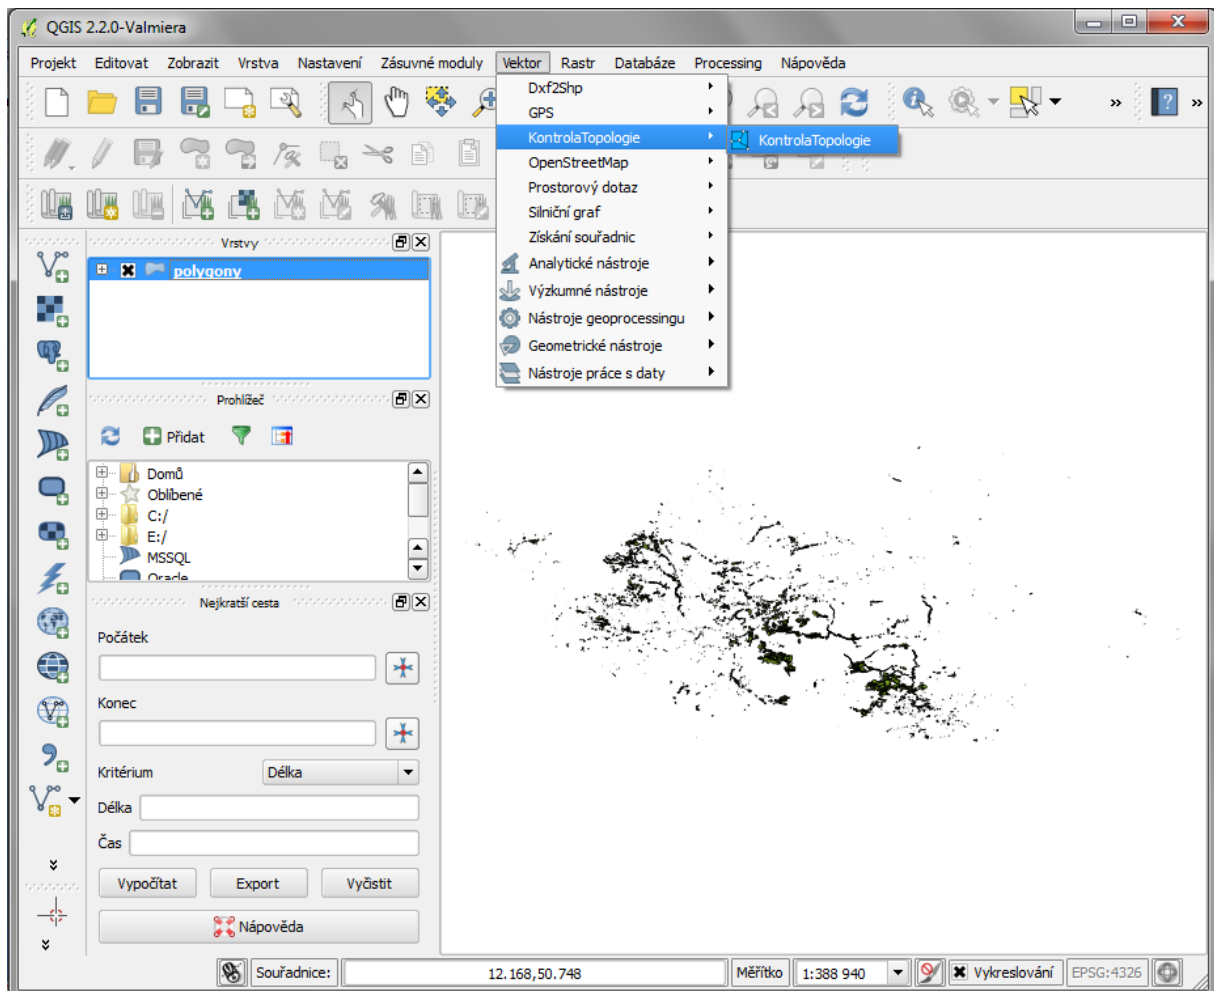 QGIS 2.2.0-Valmiera
Projekt Editovat Zobrazit Vrstva Nastavení Zásuvné moduly Vektor Rastr Databáze Processing Nápověda
Dxf2Shp
GPS
KontrolaTopologie
KontrolaTopologie
OpenStreetMap
Prostorový dotaz
Silniční graf
Získání souřadnic
Analytické nástroje
Výzkumné nástroje
Nástroje geoprocessingu
Geometrické nástroje
Nástroje práce s daty
Vrstvy
polygony
Prohlížeč
Přidat
Domů
Oblíbené
C:/
E:/
MSSQL
Oracle
Nejkratší cesta
Počátek
Konec
Kritérium Délka
Délka
Čas
Vypočítat Export Vyčistit
Nápověda
Souřadnice: 12.168,50.748 Měřítko 1:388 940 Vykreslování EPSG:4326